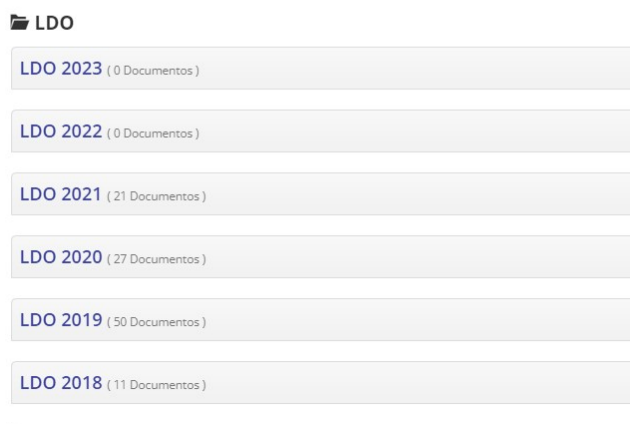 LDO
LDO 2023 ( 0 Documentos )
LDO 2022 ( 0 Documentos )
LDO 2021 ( 21 Documentos )
LDO 2020 ( 27 Documentos )
LDO 2019 ( 50 Documentos )
LDO 2018 ( 11 Documentos )